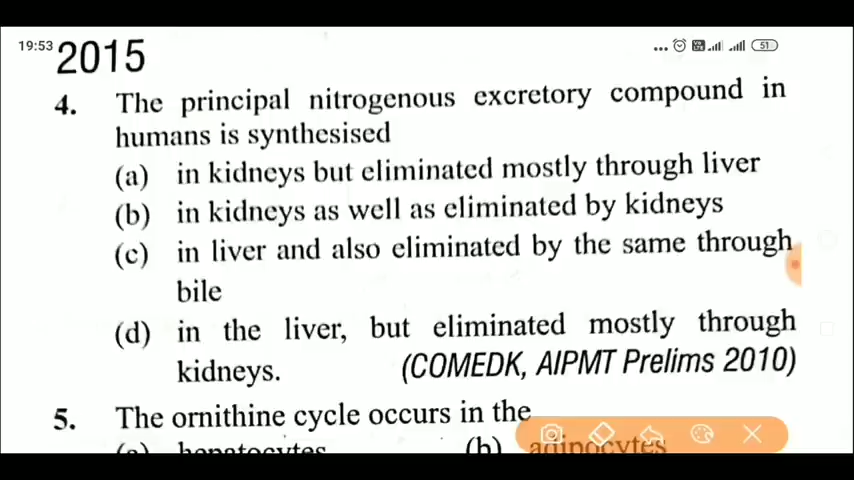 19:53
51
2015
4. The principal nitrogenous excretory compound in
humans is synthesised
(a) in kidneys but eliminated mostly through liver
(b) in kidneys as well as eliminated by kidneys
(c) in liver and also eliminated by the same through
bile
(d) in the liver, but eliminated mostly through
kidneys. (COMEDK, AIPMT Prelims 2010)
5. The ornithine cycle occurs in the
(a) hepatocytes (b) adipocytes